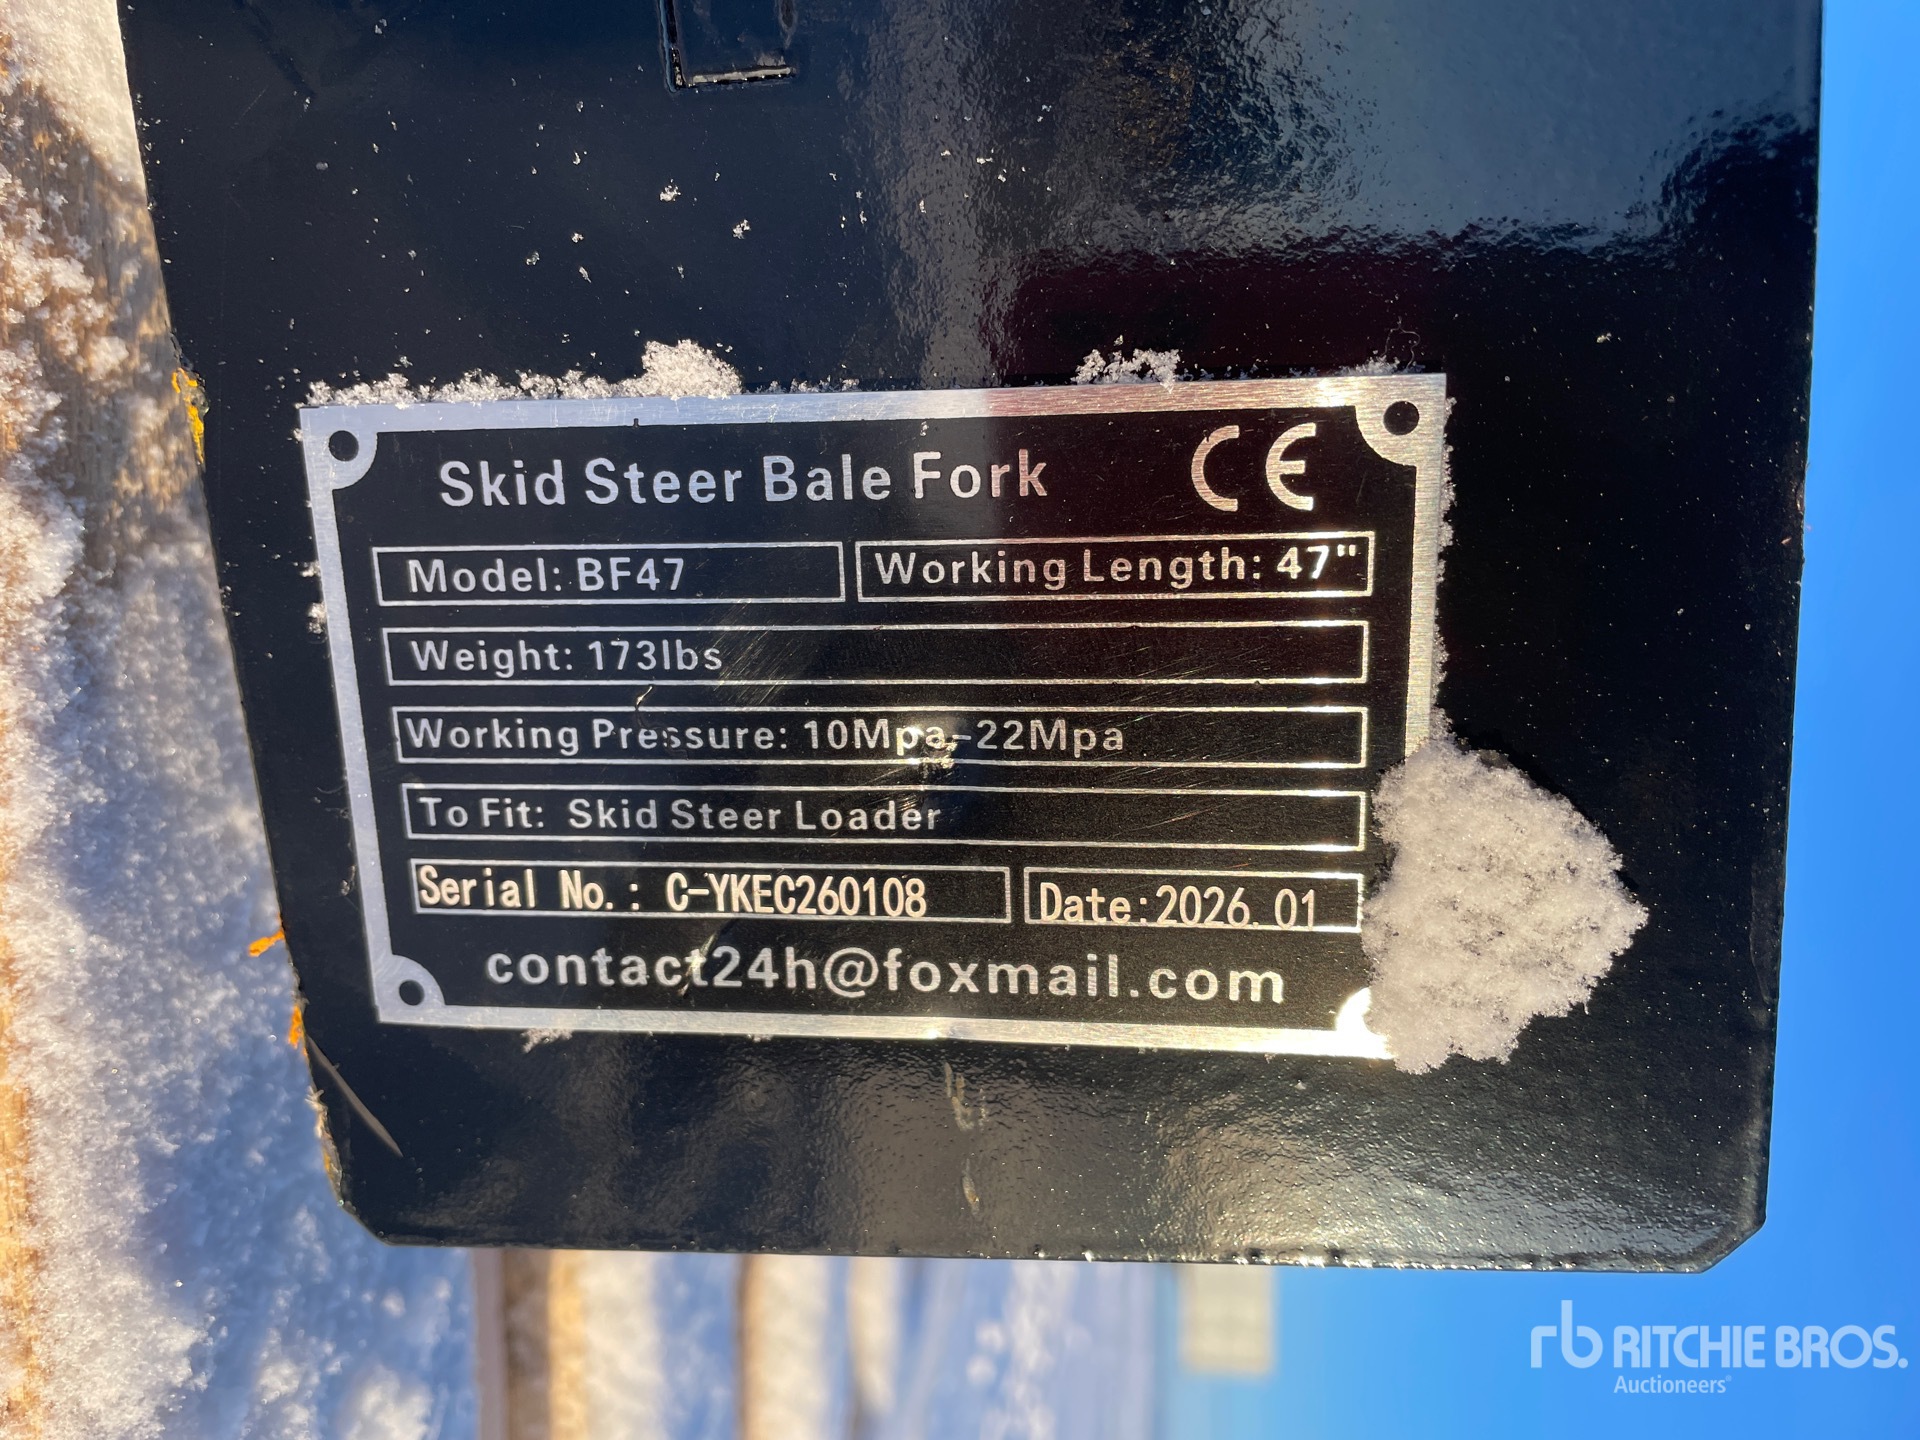 Skid Steer Bale Fork CE
Model: BF47
Working Length: 47"
Weight: 173lbs
Working Pressure: 10Mpa-22Mpa
To Fit: Skid Steer Loader
Serial No.: C-YKEC260108
Date:2026.01
contact24h@foxmail.com
rb RITCHIE BROS.
Auctioneers®